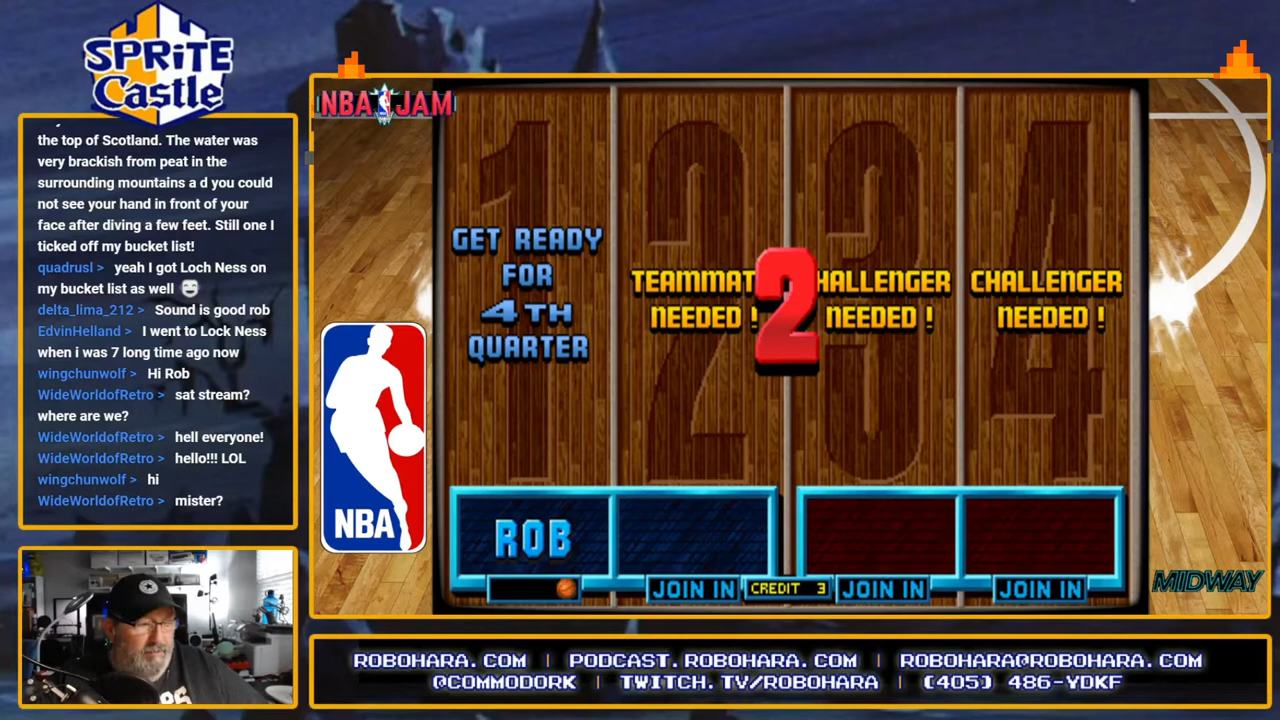 SPRiTE
Castle
the top of Scotland. The water was
very brackish from peat in the
surrounding mountains a d you could
not see your hand in front of your
face after diving a few feet. Still one I
ticked off my bucket list!
quadrusl > yeah I got Loch Ness on
my bucket list as well
delta_lima_212 > Sound is good rob
EdvinHelland > I went to Lock Ness
when i was 7 long time ago now
wingchunwolf > Hi Rob
WideWorldofRetro > sat stream?
where are we?
WideWorldofRetro > hell everyone!
WideWorldofRetro > hello!!! LOL
wingchunwolf > hi
WideWorldofRetro > mister?
NBA JAM
NBA
1 2 3 4
GET READY
FOR
4TH
QUARTER
TEAMMAT
NEEDED !
2
HALLENGER
NEEDED !
CHALLENGER
NEEDED !
ROB
JOIN IN
CREDIT 3
JOIN IN
JOIN IN
MIDWAY
ROBOHARA.COM | PODCAST.ROBOHARA.COM | ROBOHARA@ROBOHARA.COM
@COMMODORK | TWITCH.TV/ROBOHARA | (405) 486-YDKF